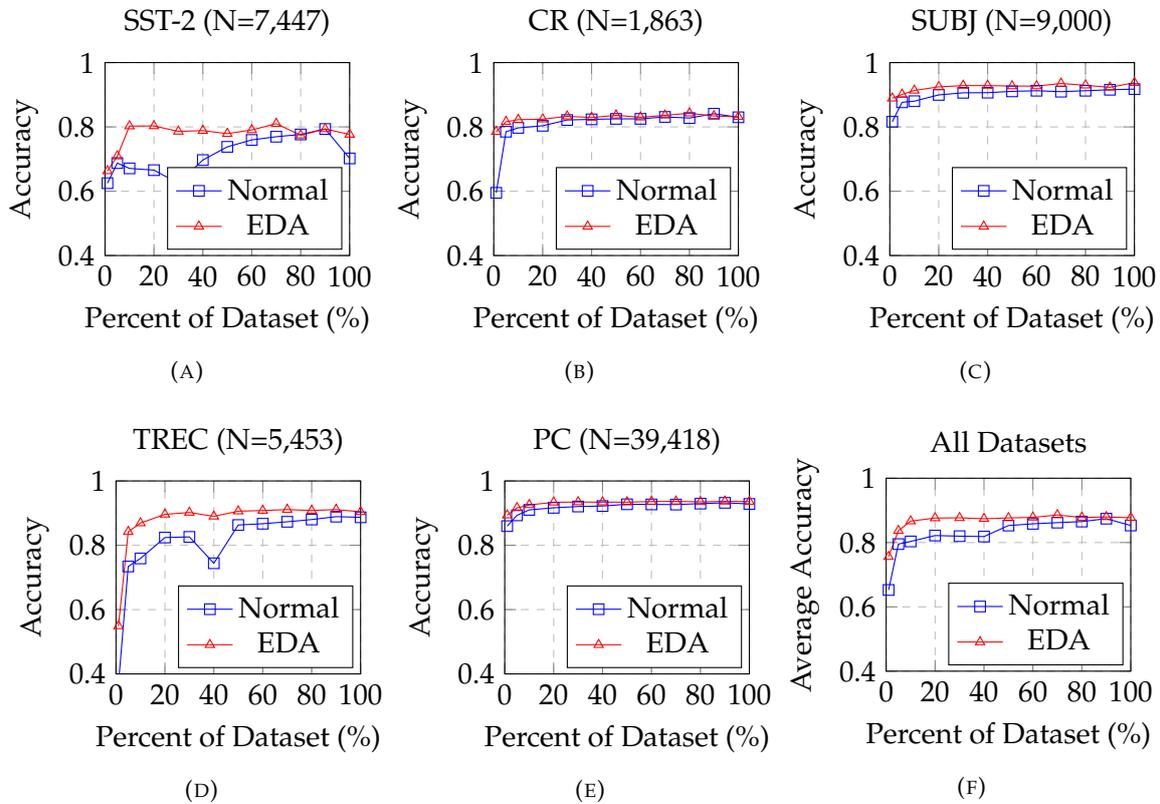 SST-2 (N=7,447)
1
0.8
0.6
0.4
Accuracy
0 20 40 60 80 100
Percent of Dataset (%)
Normal
EDA
(A)
CR (N=1,863)
1
0.8
0.6
0.4
Accuracy
0 20 40 60 80 100
Percent of Dataset (%)
Normal
EDA
(B)
SUBJ (N=9,000)
1
0.8
0.6
0.4
Accuracy
0 20 40 60 80 100
Percent of Dataset (%)
Normal
EDA
(C)
TREC (N=5,453)
1
0.8
0.6
0.4
Accuracy
0 20 40 60 80 100
Percent of Dataset (%)
Normal
EDA
(D)
PC (N=39,418)
1
0.8
0.6
0.4
Accuracy
0 20 40 60 80 100
Percent of Dataset (%)
Normal
EDA
(E)
All Datasets
1
0.8
0.6
0.4
Average Accuracy
0 20 40 60 80 100
Percent of Dataset (%)
Normal
EDA
(F)